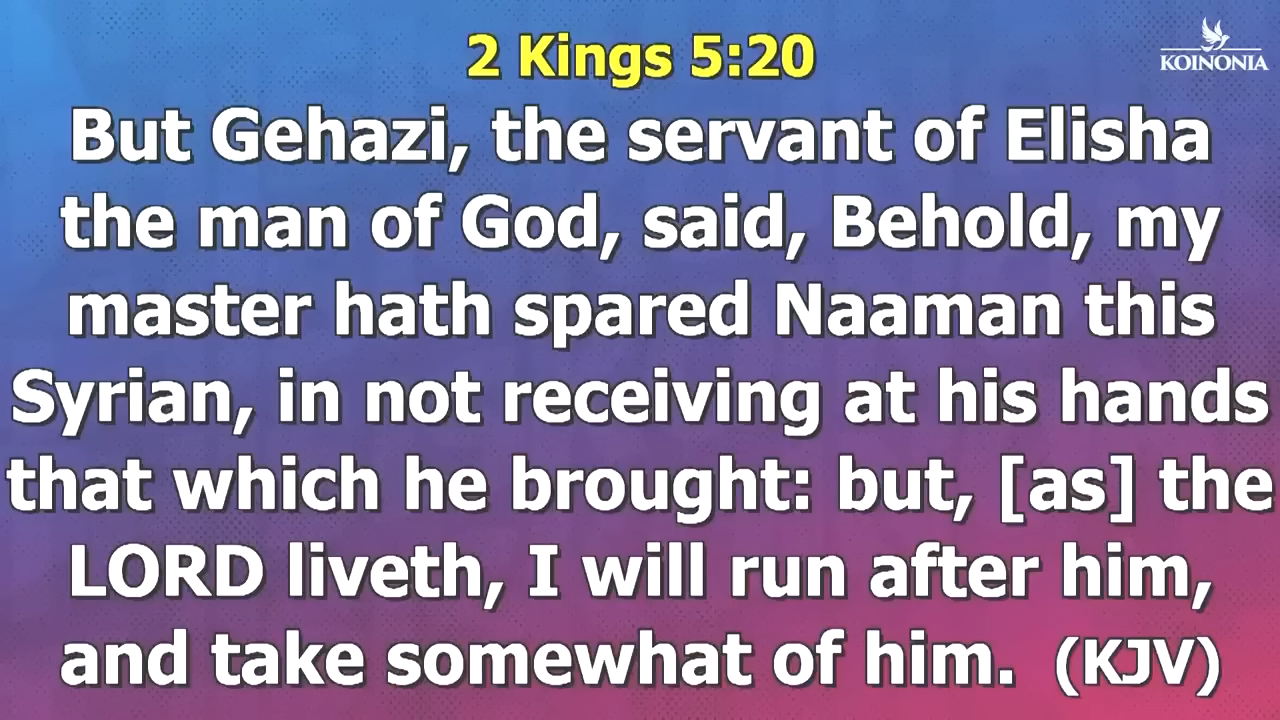 2 Kings 5:20
KOINONIA
But Gehazi, the servant of Elisha
the man of God, said, Behold, my
master hath spared Naaman this
Syrian, in not receiving at his hands
that which he brought: but, [as] the
LORD liveth, I will run after him,
and take somewhat of him. (KJV)